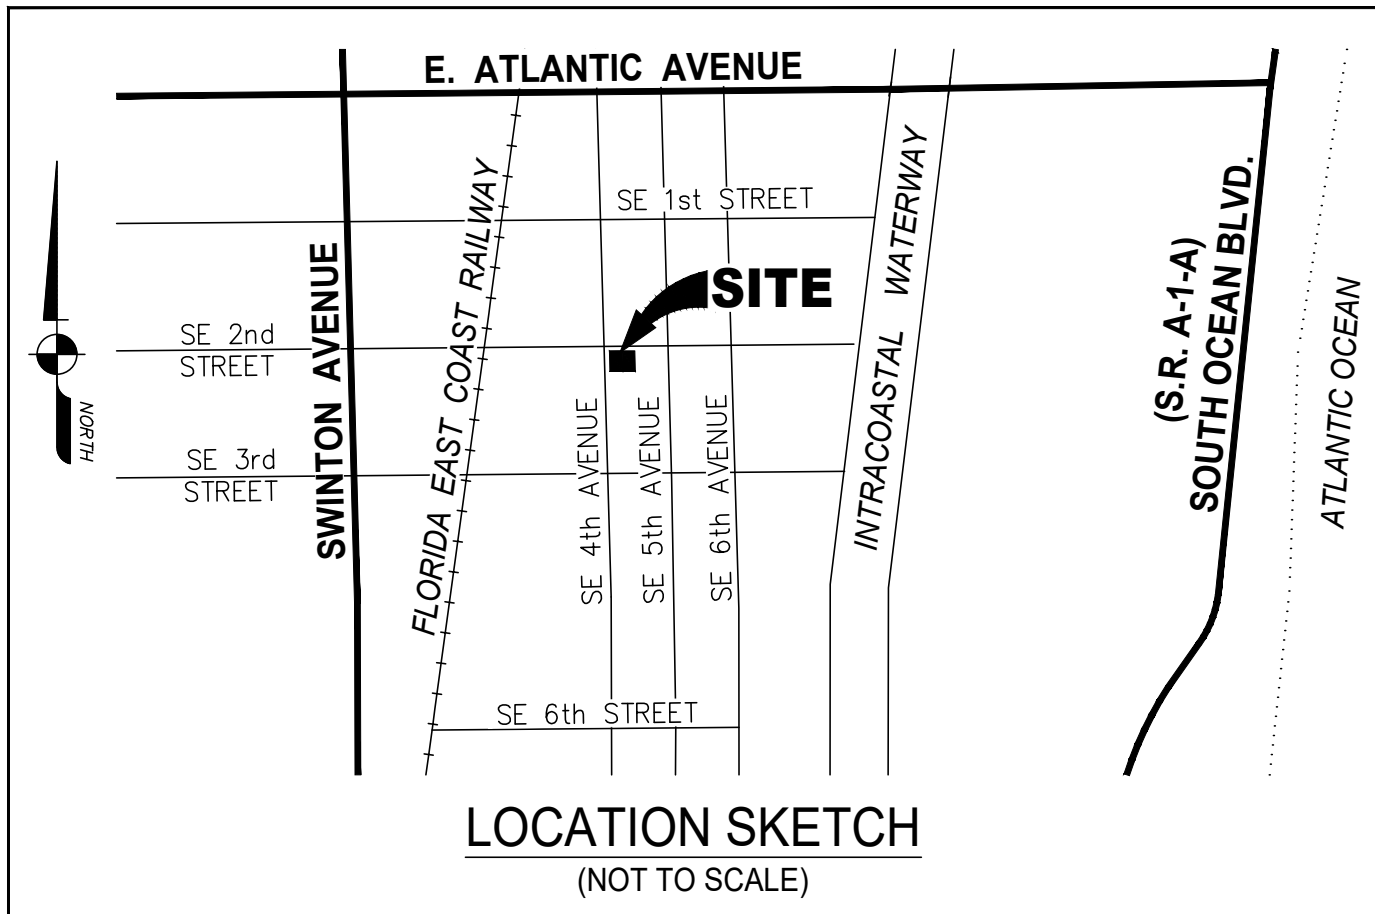 E. ATLANTIC AVENUE
SE 1st STREET
SITE
SE 2nd
STREET
SE 3rd
STREET
NORTH
SWINTON AVENUE
FLORIDA EAST COAST RAILWAY
SE 4th AVENUE
SE 5th AVENUE
SE 6th AVENUE
INTRACOASTAL WATERWAY
(S.R. A-1-A)
SOUTH OCEAN BLVD.
ATLANTIC OCEAN
SE 6th STREET
LOCATION SKETCH
(NOT TO SCALE)